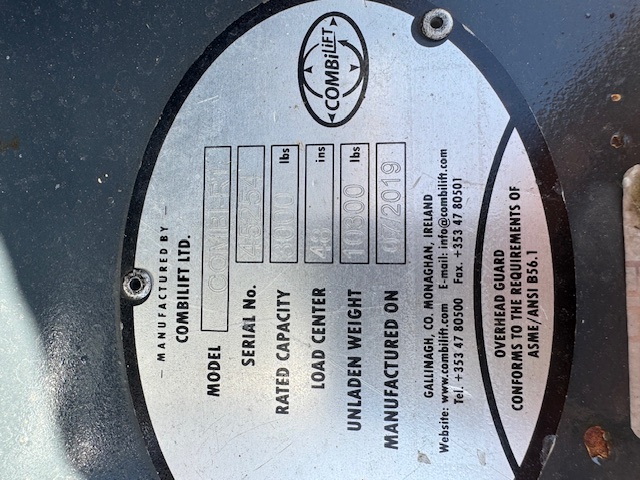 COMBiLiFT
— MANUFACTURED BY —
COMBILIFT LTD.
MODEL
SERIAL No.
RATED CAPACITY lbs
LOAD CENTER 48 ins
UNLADEN WEIGHT 10800 lbs
MANUFACTURED ON 07/2019
GALLINAGH, CO. MONAGHAN, IRELAND
Website: www.combilift.com E-mail: info@combilift.com
Tel. +353 47 80500 Fax. +353 47 80501
OVERHEAD GUARD
CONFORMS TO THE REQUIREMENTS OF
ASME/ANSI B56.1